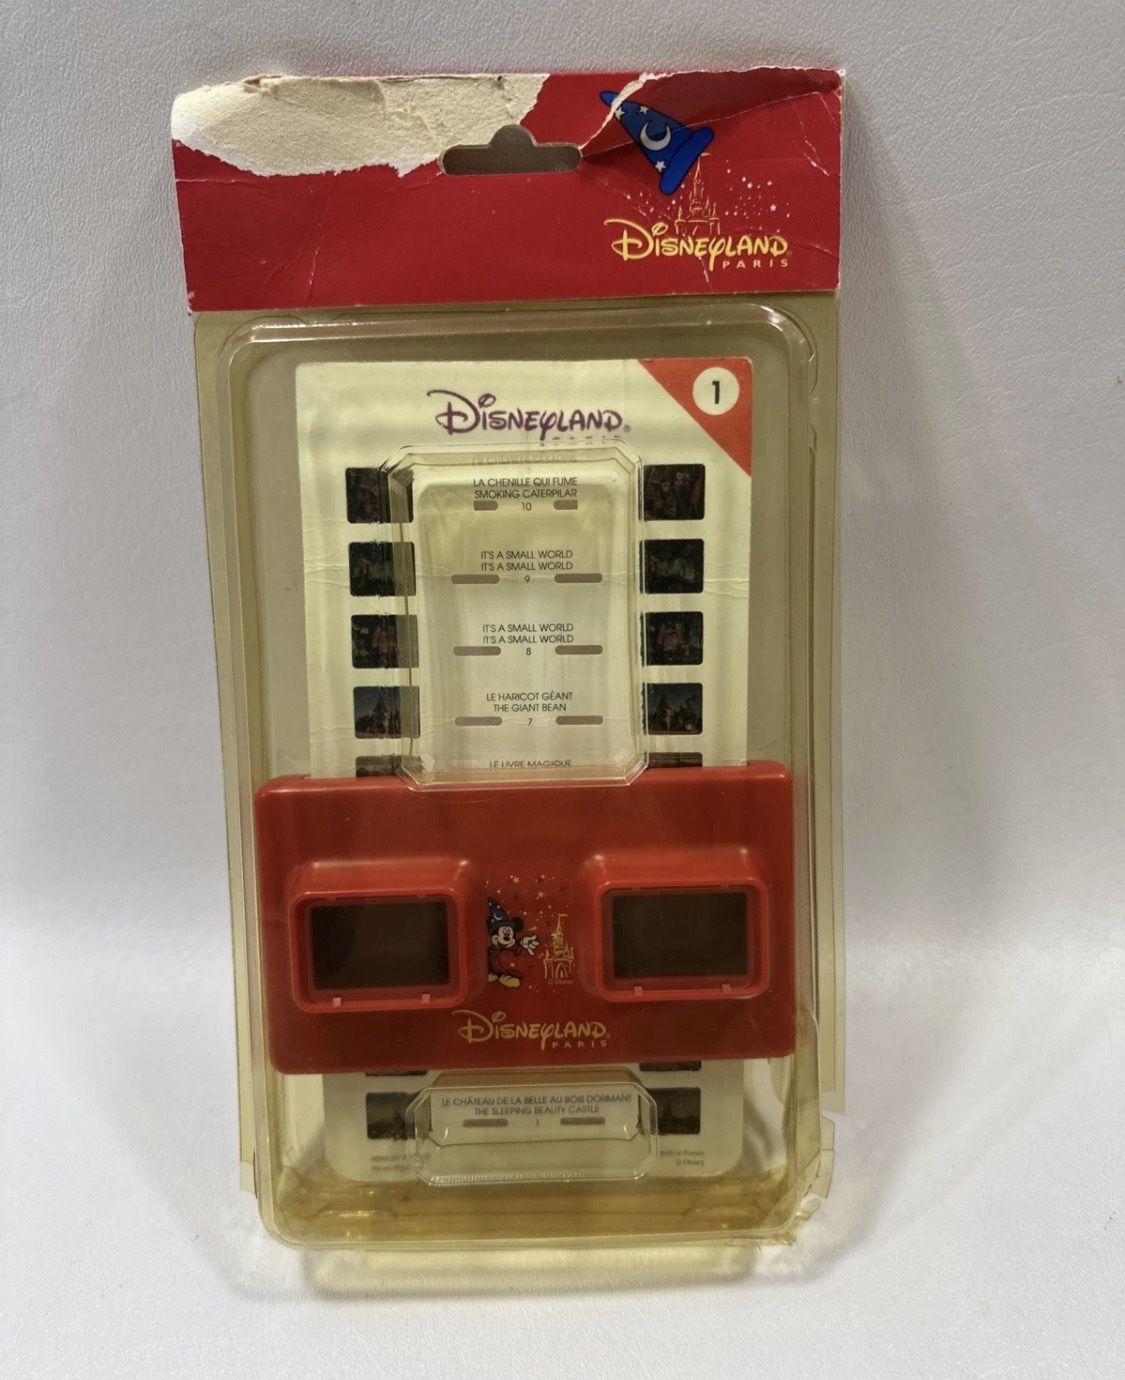 DISNEYLAND
PARIS
1
DISNEYLAND
LA CHENILLE QUI FUME
SMOKING CATERPILAR
10
IT'S A SMALL WORLD
IT'S A SMALL WORLD
9
IT'S A SMALL WORLD
IT'S A SMALL WORLD
8
LE HARICOT GÉANT
THE GIANT BEAN
7
LE LIVRE MAGIQUE
© Disney
DISNEYLAND
PARIS
LE CHÂTEAU DE LA BELLE AU BOIS DORMANT
THE SLEEPING BEAUTY CASTLE
1
© Disney